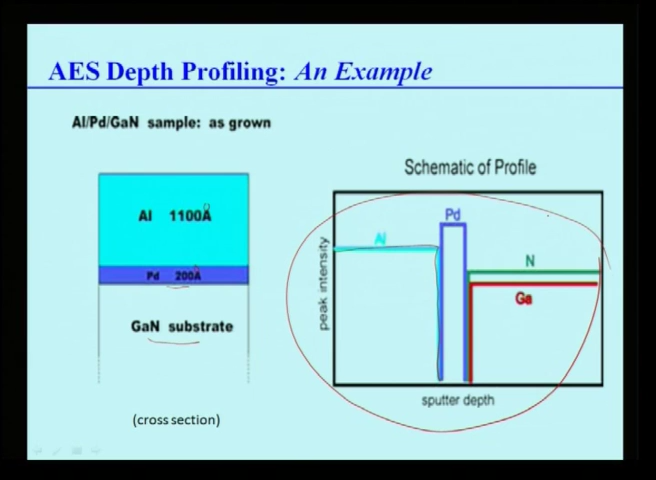 AES Depth Profiling: An Example
Al/Pd/GaN sample: as grown
Al 1100Å
Pd 200Å
GaN substrate
(cross section)
Schematic of Profile
peak intensity
Al
Pd
N
Ga
sputter depth